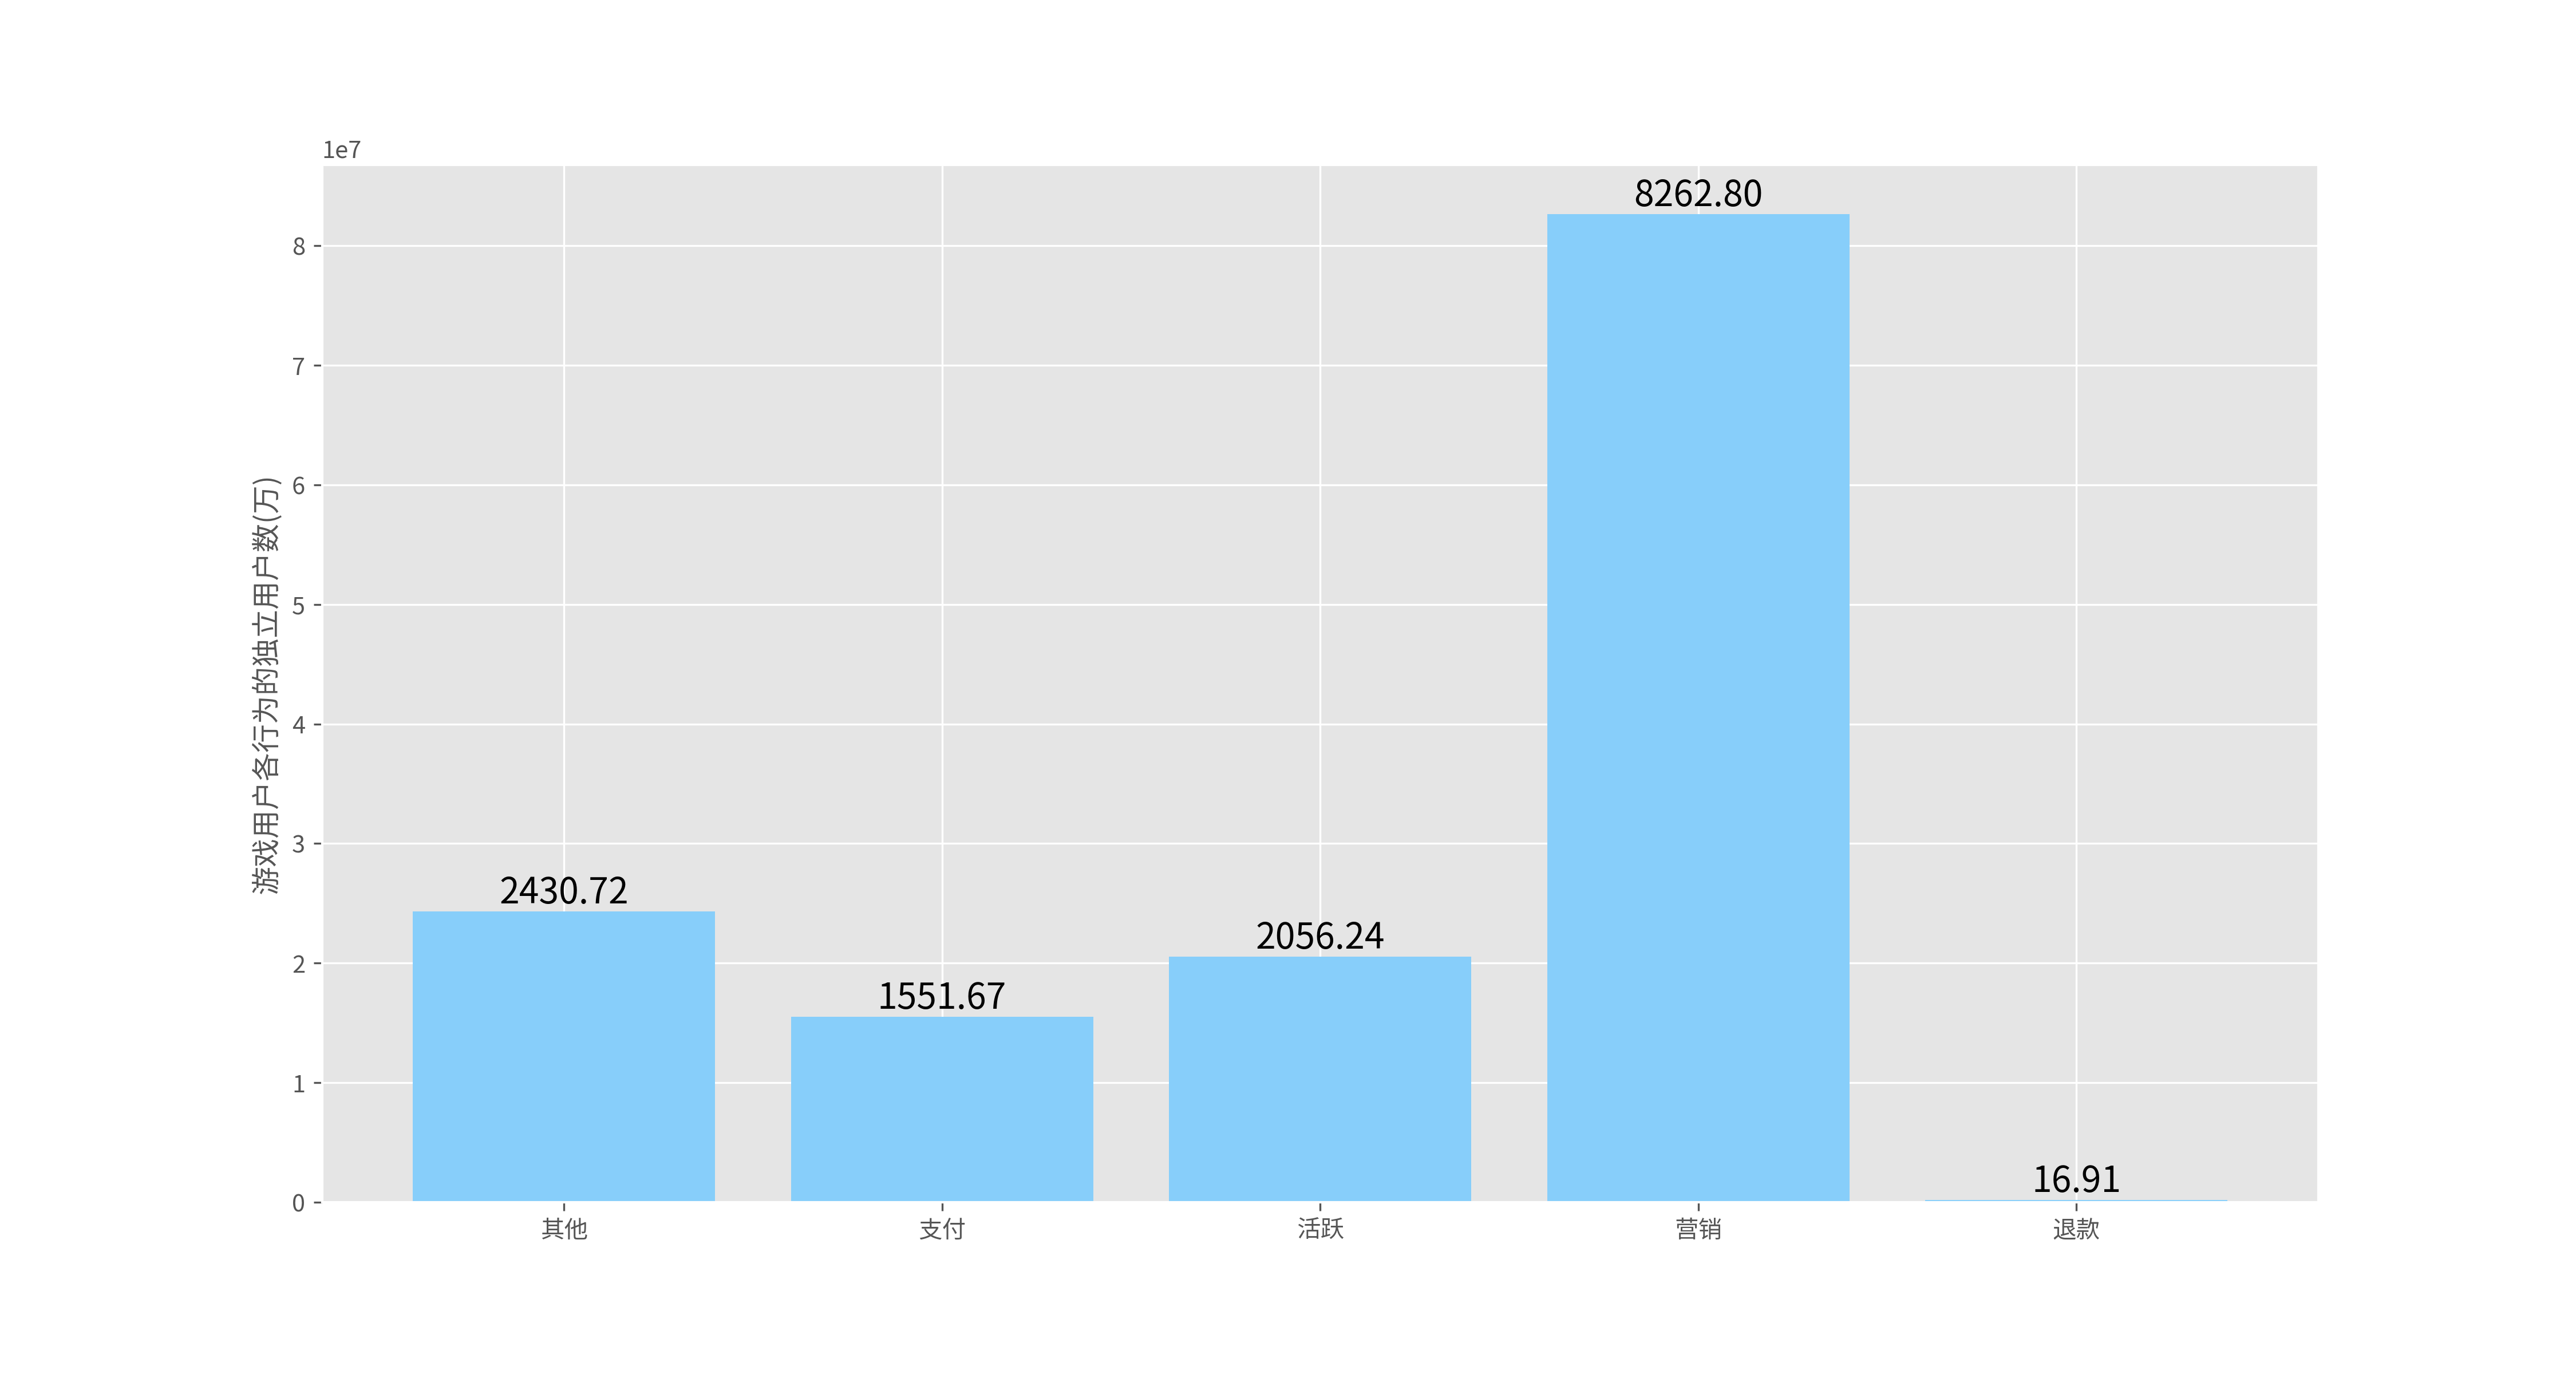 1e7
8262.80
8
7
6
5
4
3
2
1
0
游戏用户各行为的独立用户数(万)
2430.72
1551.67
2056.24
16.91
其他
支付
活跃
营销
退款